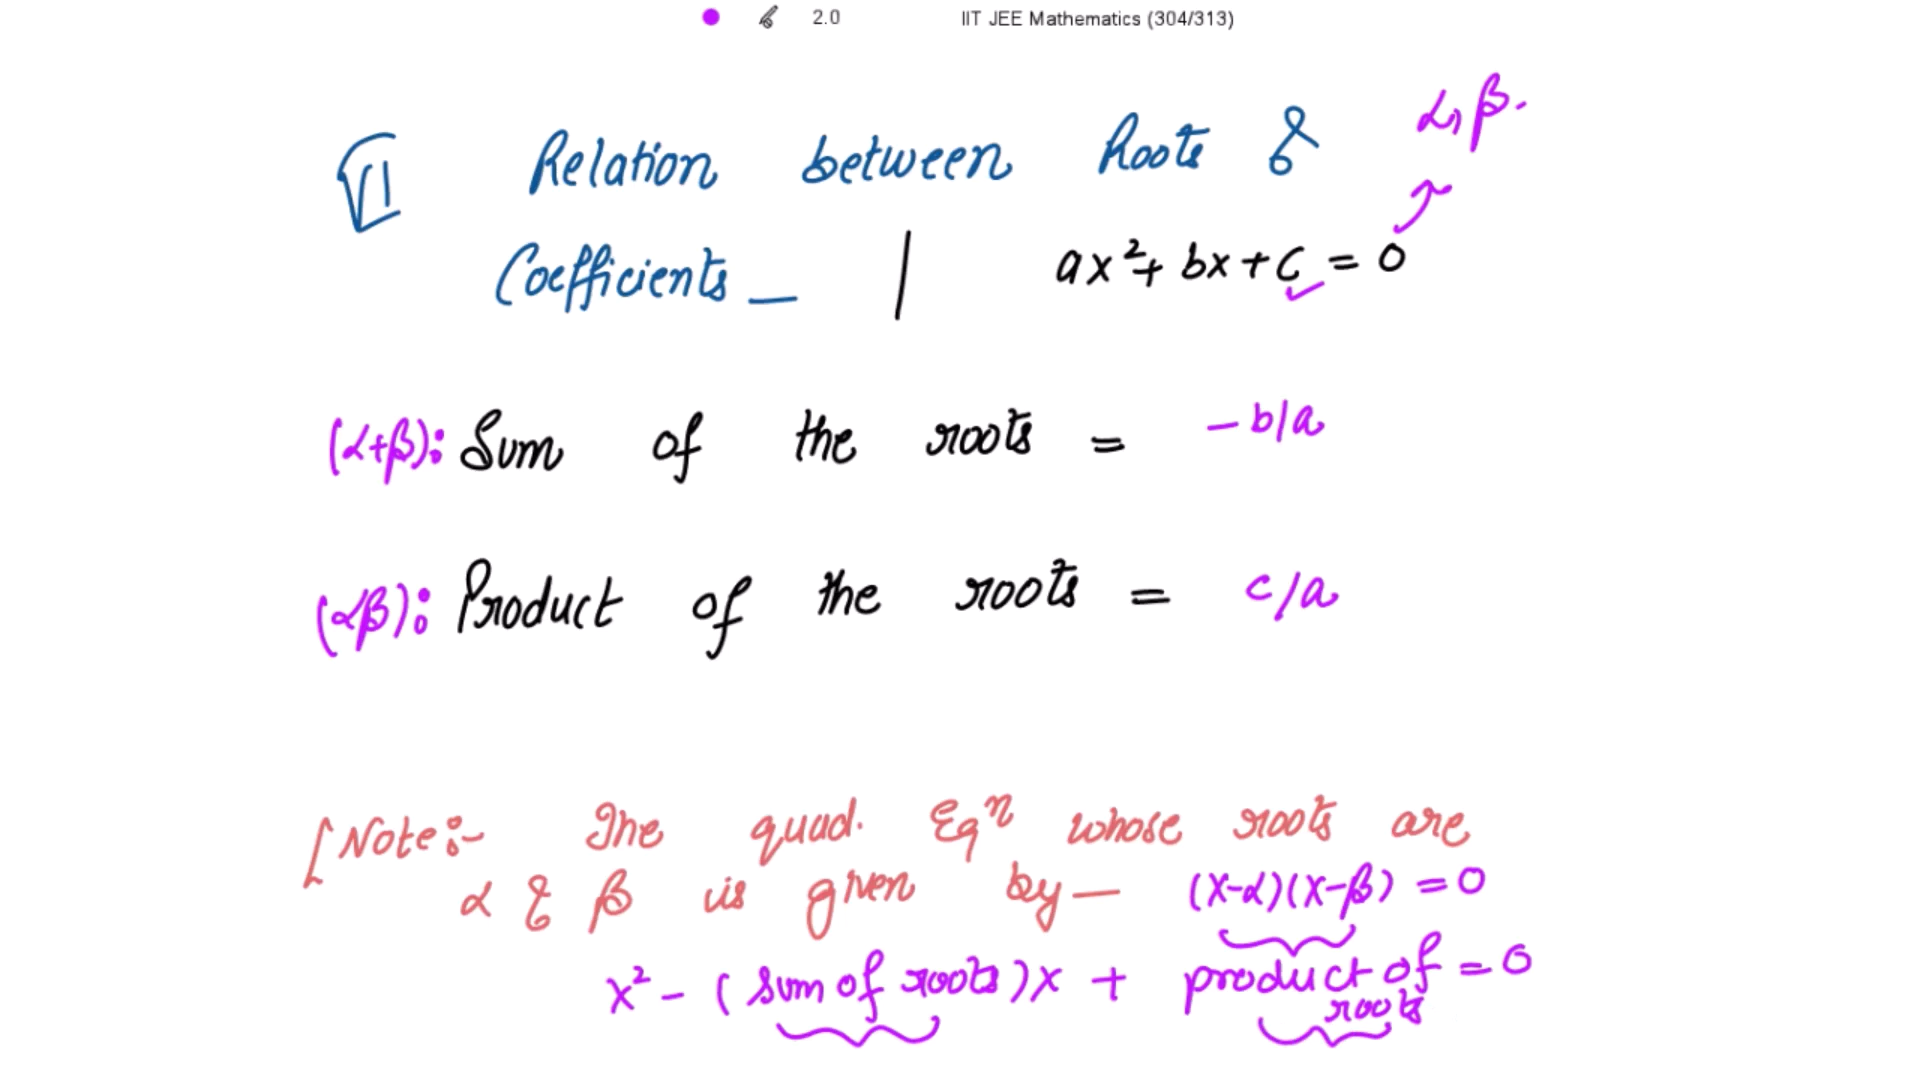 2.0 IIT JEE Mathematics (304/313)
VI Relation between Roots &
α, β.
Coefficients _ | ax² + bx + c = 0
(α+β): Sum of the roots = -b/a
(αβ): Product of the roots = c/a
[Note:- The quad. Eqⁿ whose roots are
α & β is given by — (x-α)(x-β) = 0
x² - (sum of roots)x + product of roots = 0